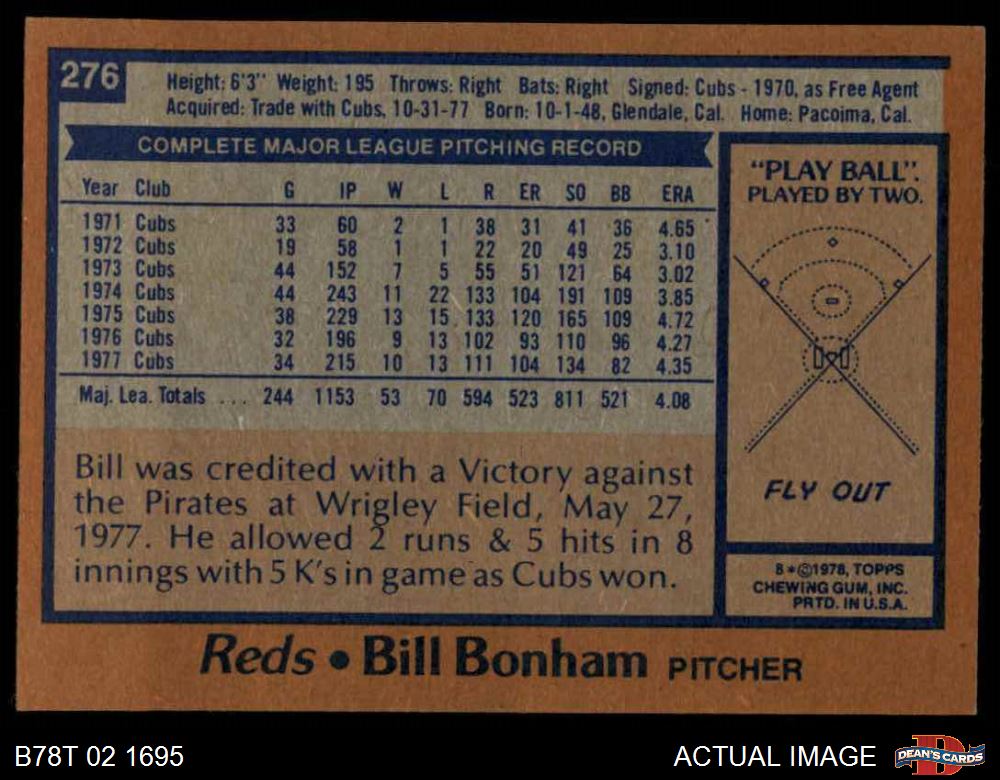 276
Height: 6'3" Weight: 195 Throws: Right Bats: Right Signed: Cubs - 1970, as Free Agent
Acquired: Trade with Cubs, 10-31-77 Born: 10-1-48, Glendale, Cal. Home: Pacoima, Cal.
COMPLETE MAJOR LEAGUE PITCHING RECORD
Year Club G IP W L R ER SO BB ERA
1971 Cubs 33 60 2 1 38 31 41 36 4.65
1972 Cubs 19 58 1 1 22 20 49 25 3.10
1973 Cubs 44 152 7 5 55 51 121 64 3.02
1974 Cubs 44 243 11 22 133 104 191 109 3.85
1975 Cubs 38 229 13 15 133 120 165 109 4.72
1976 Cubs 32 196 9 13 102 93 110 96 4.27
1977 Cubs 34 215 10 13 111 104 134 82 4.35
Maj. Lea. Totals ... 244 1153 53 70 594 523 811 521 4.08
Bill was credited with a Victory against
the Pirates at Wrigley Field, May 27,
1977. He allowed 2 runs & 5 hits in 8
innings with 5 K's in game as Cubs won.
"PLAY BALL".
PLAYED BY TWO.
FLY OUT
8*©1978, TOPPS
CHEWING GUM, INC.
PRTD. IN U.S.A.
Reds • Bill Bonham PITCHER
B78T 02 1695
ACTUAL IMAGE
DEAN'S CARDS